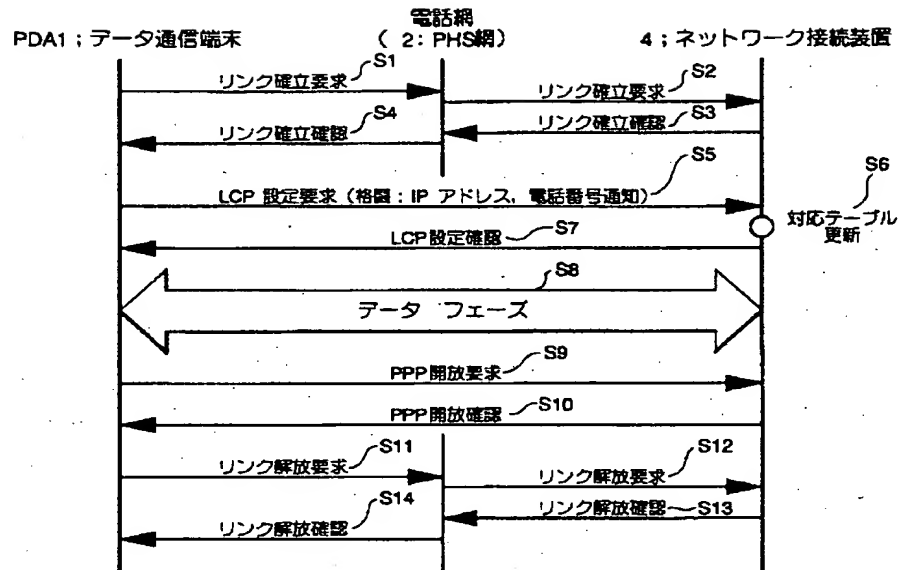 電話網
PDA1；データ通信端末 （ 2：PHS網） 4；ネットワーク接続装置
リンク確立要求 S1
リンク確立要求 S2
リンク確立確認 S3
リンク確立確認 S4
LCP 設定要求（格闘：IP アドレス，電話番号通知） S5
S6
対応テーブル
更新
LCP設定確認 S7
S8
データ フェーズ
PPP開放要求 S9
PPP開放確認 S10
リンク解放要求 S11
リンク解放要求 S12
リンク解放確認 S13
リンク解放確認 S14